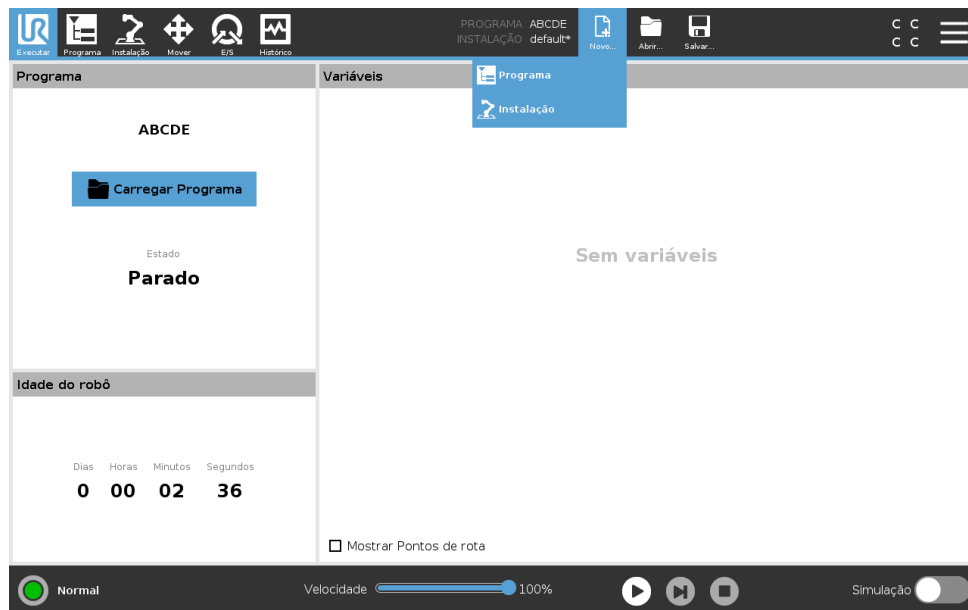 UR
Executar
Programa
Instalação
Mover
E/S
Histórico
PROGRAMA ABCDE
INSTALAÇÃO default*
Novo...
Abrir...
Salvar...
C C
C C
Programa
Variáveis
Programa
Instalação
ABCDE
Carregar Programa
Estado
Parado
Sem variáveis
Idade do robô
Dias Horas Minutos Segundos
0 00 02 36
Mostrar Pontos de rota
Normal
Velocidade 100%
Simulação